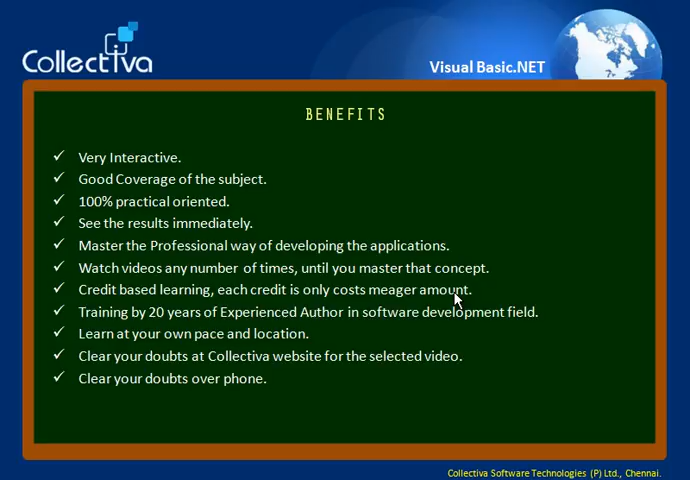 Collectiva
Visual Basic.NET
BENEFITS
✓ Very Interactive.
✓ Good Coverage of the subject.
✓ 100% practical oriented.
✓ See the results immediately.
✓ Master the Professional way of developing the applications.
✓ Watch videos any number of times, until you master that concept.
✓ Credit based learning, each credit is only costs meager amount.
✓ Training by 20 years of Experienced Author in software development field.
✓ Learn at your own pace and location.
✓ Clear your doubts at Collectiva website for the selected video.
✓ Clear your doubts over phone.
Collectiva Software Technologies (P) Ltd., Chennai.